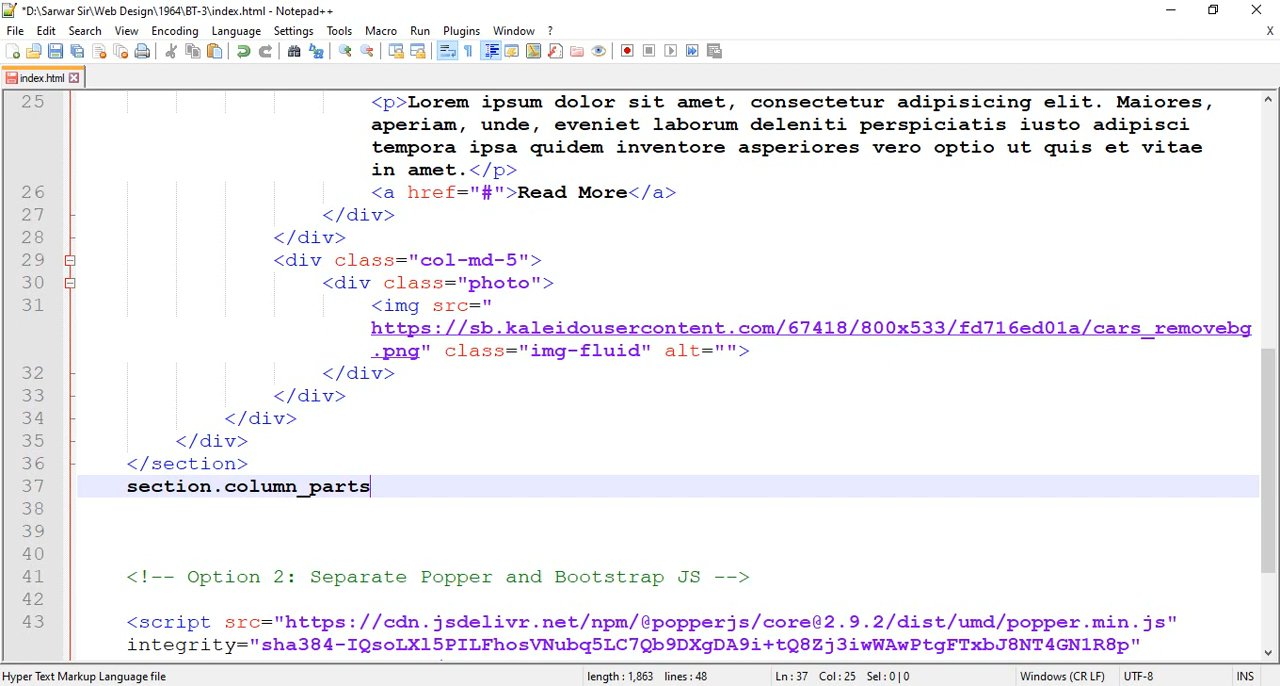 *D:\Sarwar Sir\Web Design\1964\BT-3\index.html - Notepad++
File Edit Search View Encoding Language Settings Tools Macro Run Plugins Window ? X
index.html
25 <p>Lorem ipsum dolor sit amet, consectetur adipisicing elit. Maiores,
aperiam, unde, eveniet laborum deleniti perspiciatis iusto adipisci
tempora ipsa quidem inventore asperiores vero optio ut quis et vitae
in amet.</p>
26 <a href="#">Read More</a>
27 </div>
28 </div>
29 <div class="col-md-5">
30 <div class="photo">
31 <img src="
https://sb.kaleidousercontent.com/67418/800x533/fd716ed01a/cars_removebg
.png" class="img-fluid" alt="">
32 </div>
33 </div>
34 </div>
35 </div>
36 </section>
37 section.column_parts
38
39
40
41 <!-- Option 2: Separate Popper and Bootstrap JS -->
42
43 <script src="https://cdn.jsdelivr.net/npm/@popperjs/core@2.9.2/dist/umd/popper.min.js"
integrity="sha384-IQsoLXl5PILFhosVNubq5LC7Qb9DXgDA9i+tQ8Zj3iwWAwPtgFTxbJ8NT4GN1R8p"
Hyper Text Markup Language file length : 1,863 lines : 48 Ln : 37 Col : 25 Sel : 0 | 0 Windows (CR LF) UTF-8 INS